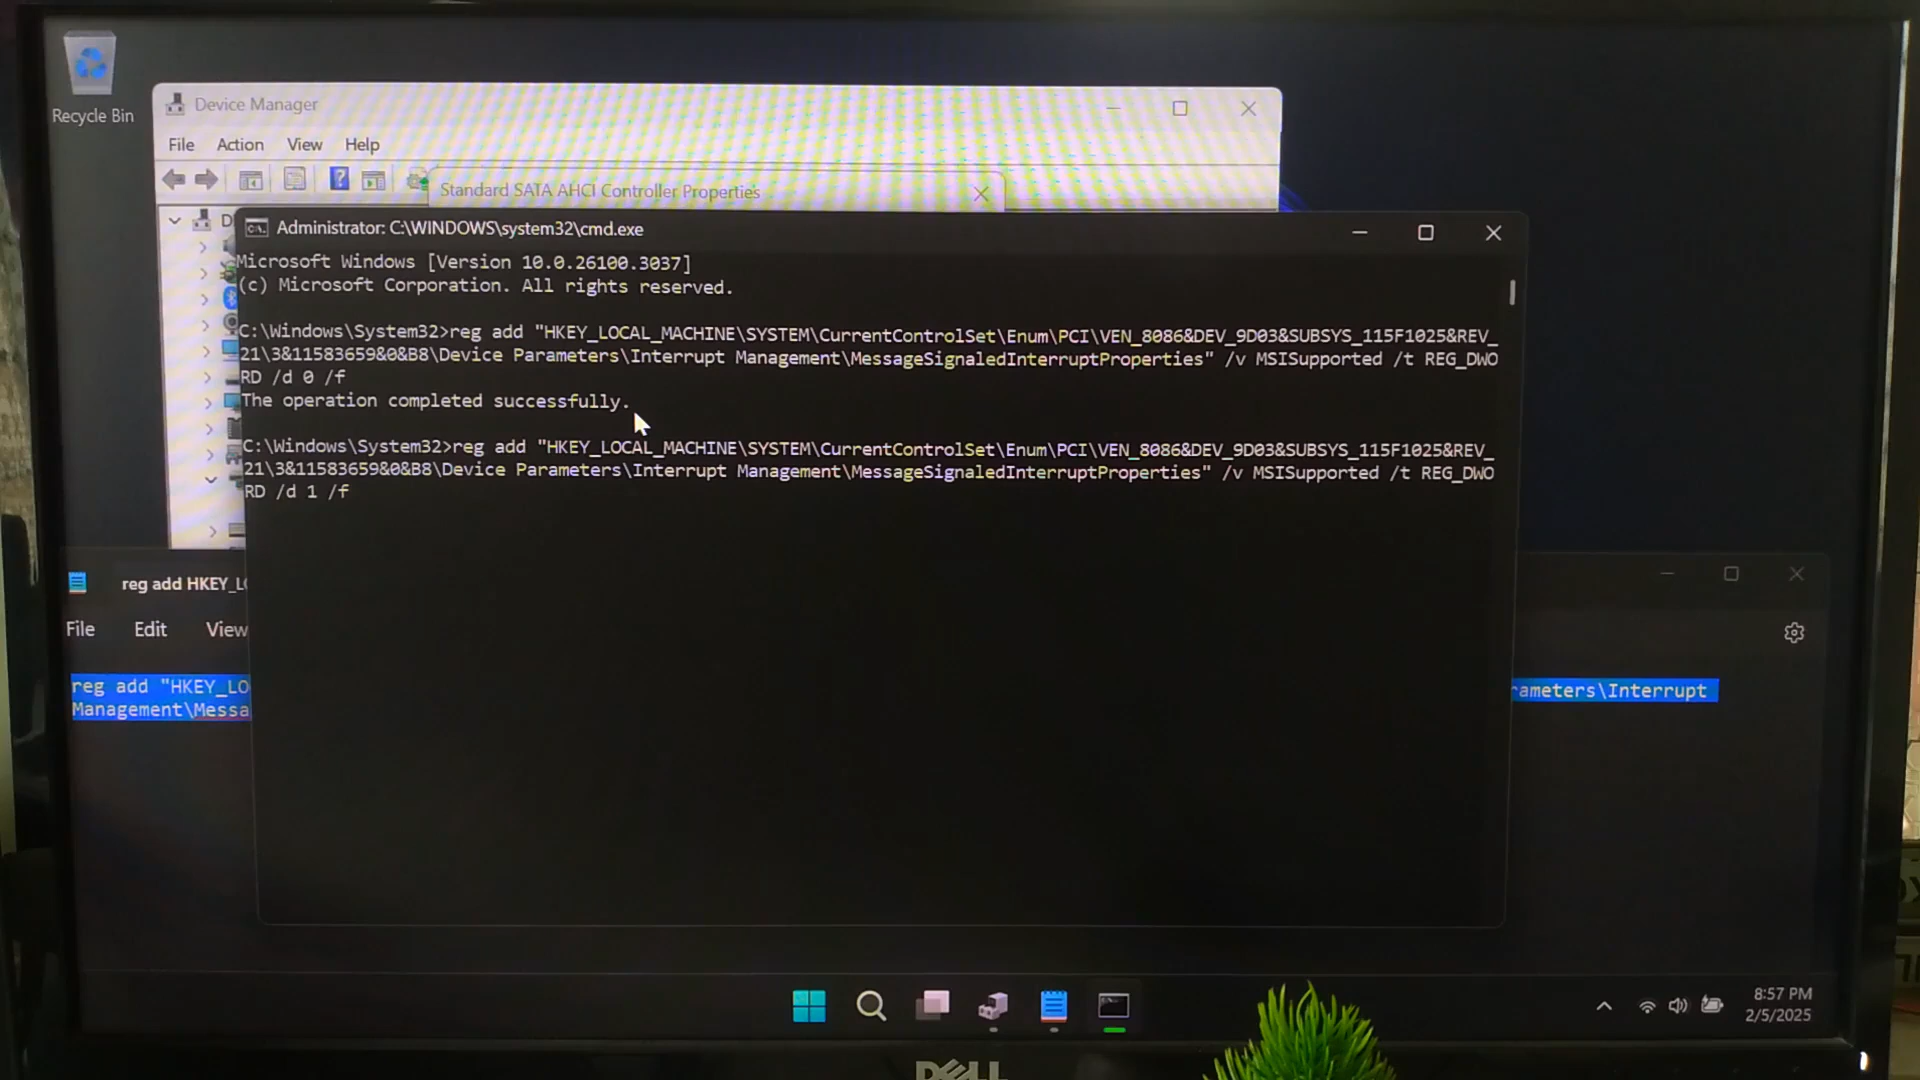 Recycle Bin
Device Manager
File Action View Help
Standard SATA AHCI Controller Properties
Administrator: C:\WINDOWS\system32\cmd.exe
Microsoft Windows [Version 10.0.26100.3037]
(c) Microsoft Corporation. All rights reserved.
C:\Windows\System32>reg add "HKEY_LOCAL_MACHINE\SYSTEM\CurrentControlSet\Enum\PCI\VEN_8086&DEV_9D03&SUBSYS_115F1025&REV_
21\3&11583659&0&B8\Device Parameters\Interrupt Management\MessageSignaledInterruptProperties" /v MSISupported /t REG_DWO
RD /d 0 /f
The operation completed successfully.
C:\Windows\System32>reg add "HKEY_LOCAL_MACHINE\SYSTEM\CurrentControlSet\Enum\PCI\VEN_8086&DEV_9D03&SUBSYS_115F1025&REV_
21\3&11583659&0&B8\Device Parameters\Interrupt Management\MessageSignaledInterruptProperties" /v MSISupported /t REG_DWO
RD /d 1 /f
reg add HKEY_LO
File Edit View
reg add "HKEY_LO rameters\Interrupt
Management\Messa
8:57 PM
2/5/2025
DELL